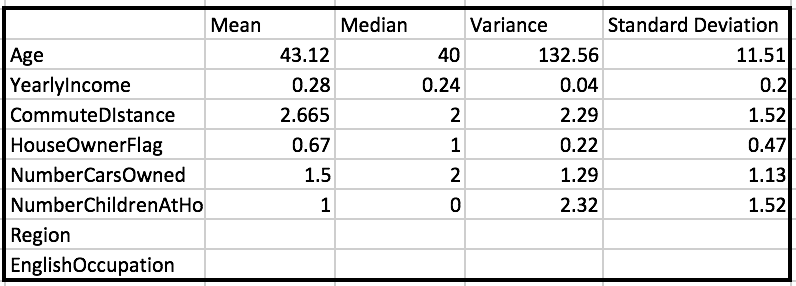 Mean Median Variance Standard Deviation
Age 43.12 40 132.56 11.51
YearlyIncome 0.28 0.24 0.04 0.2
CommuteDIstance 2.665 2 2.29 1.52
HouseOwnerFlag 0.67 1 0.22 0.47
NumberCarsOwned 1.5 2 1.29 1.13
NumberChildrenAtHo 1 0 2.32 1.52
Region
EnglishOccupation